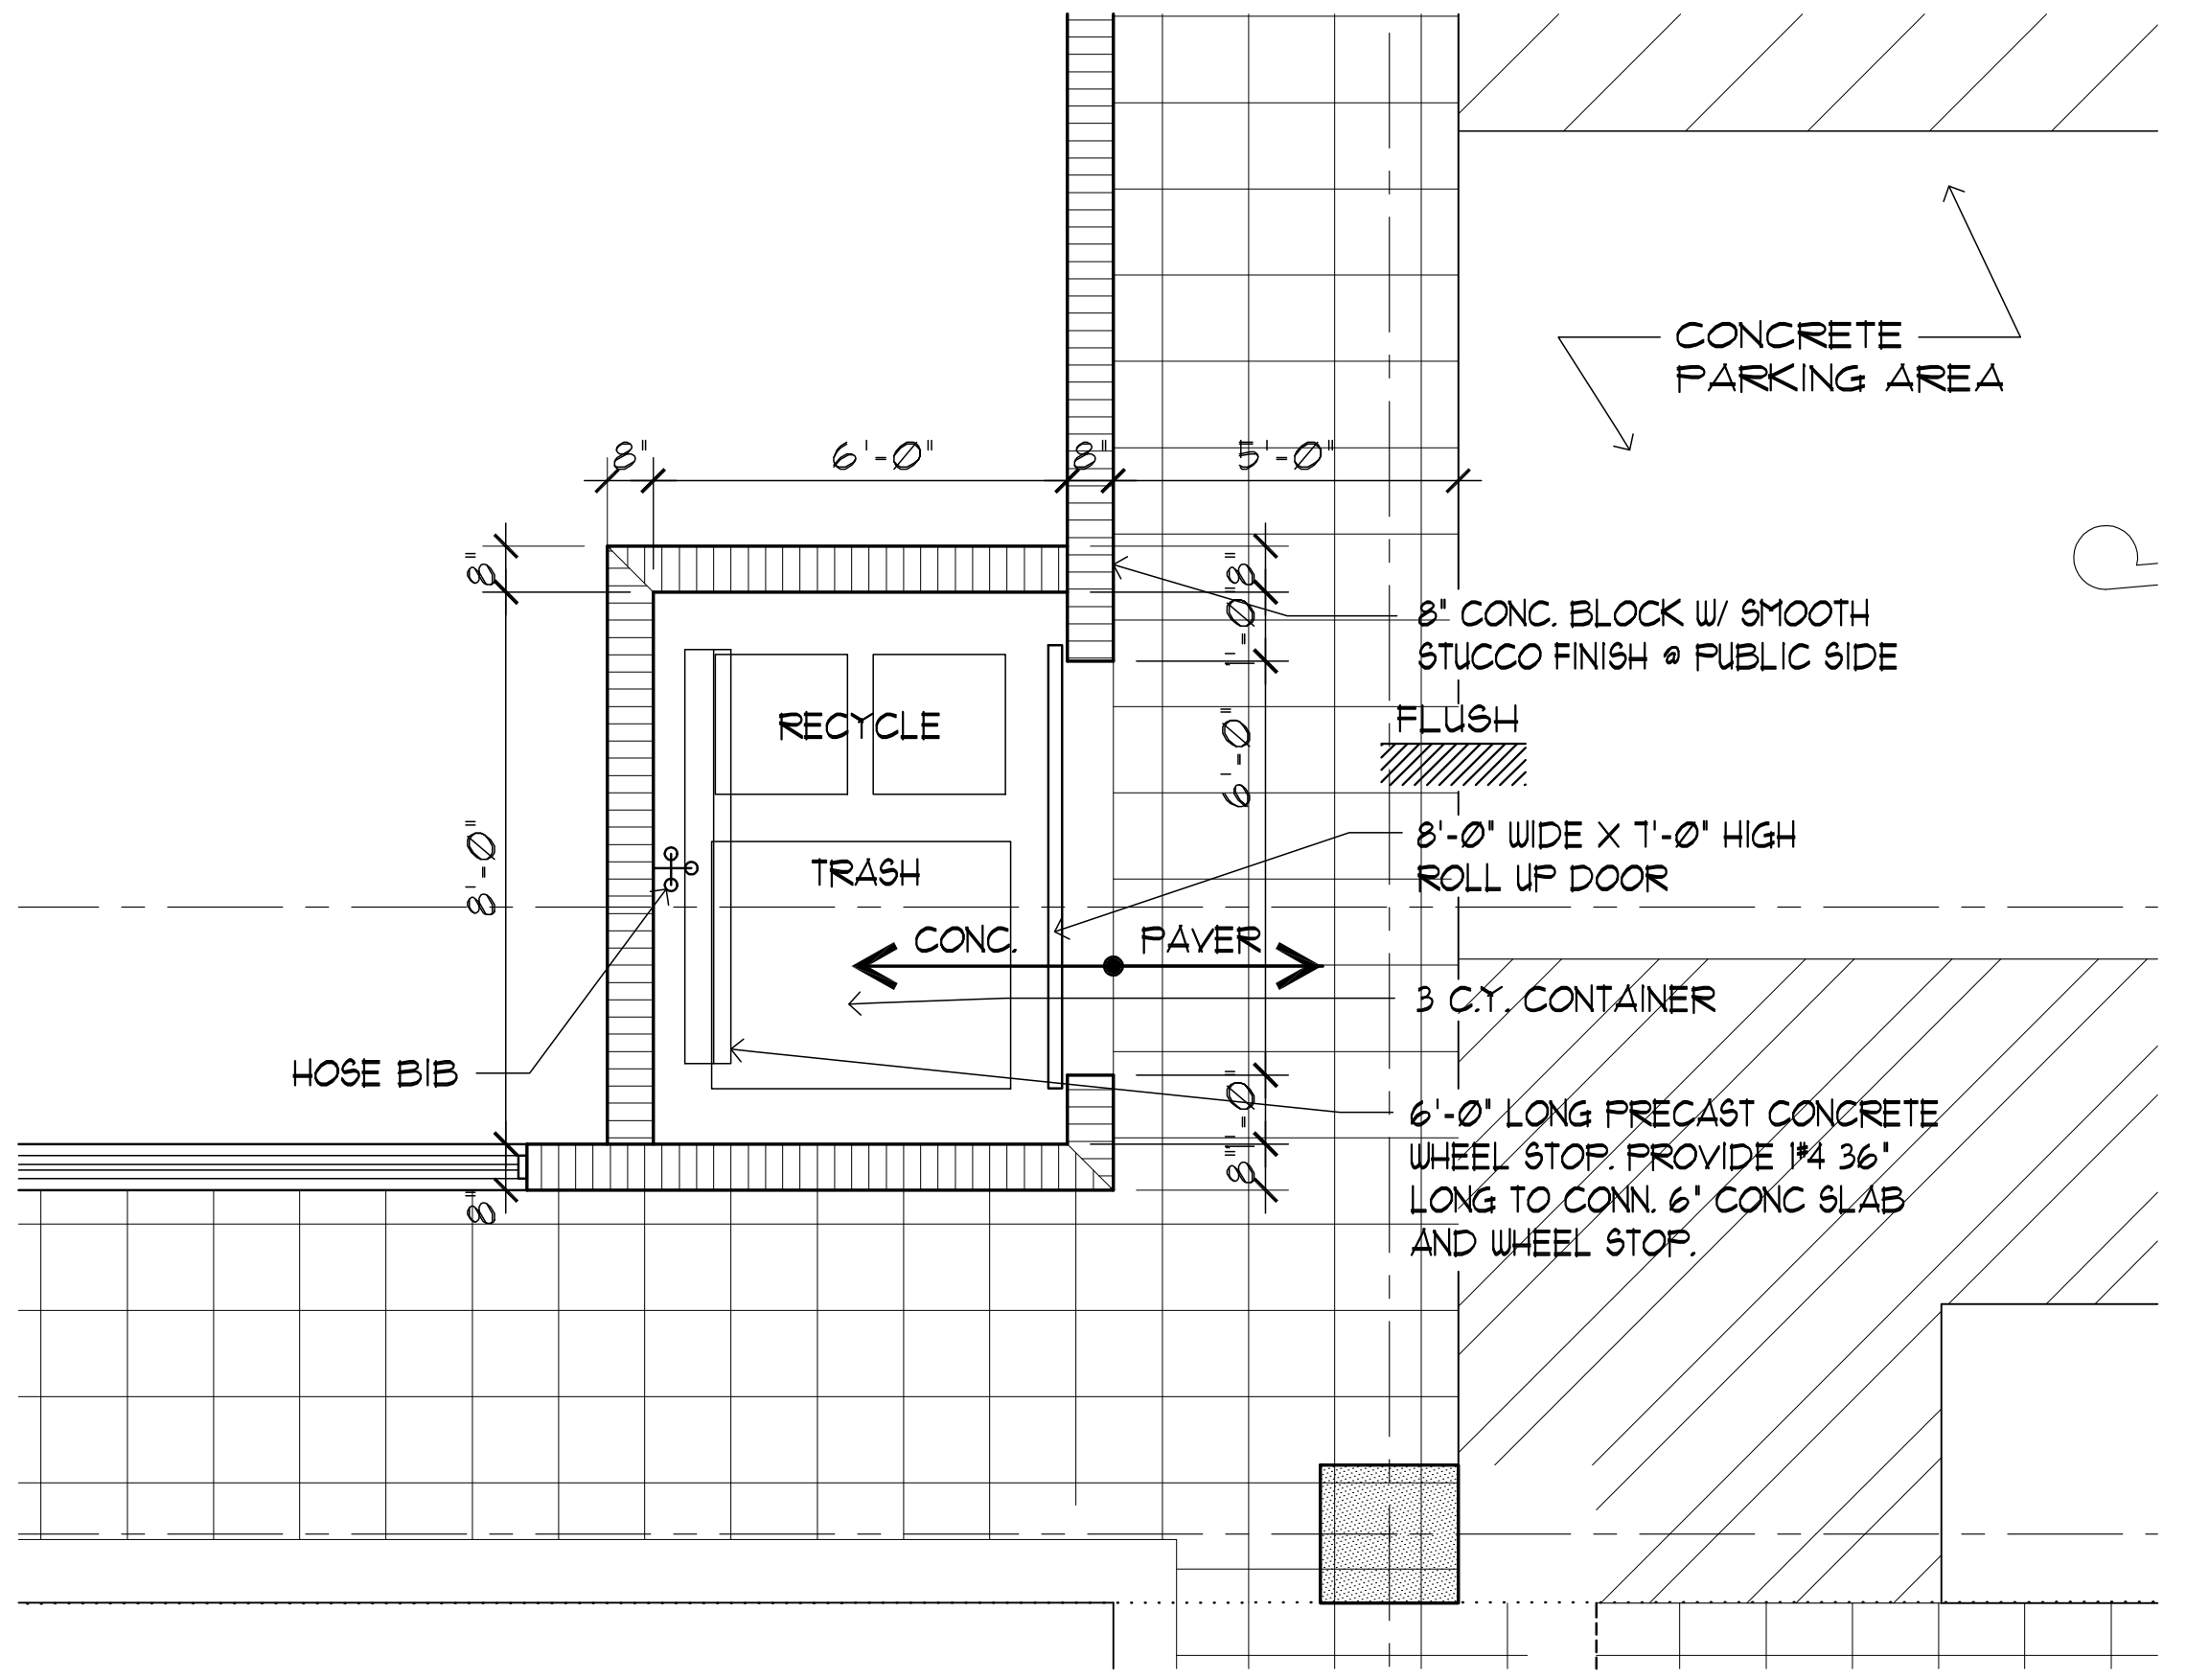 CONCRETE
PARKING AREA
8"
6'-0"
8"
5'-0"
8"
8'-0"
8"
8"
1'-0"
6'-0"
1'-0"
8"
8" CONC. BLOCK W/ SMOOTH
STUCCO FINISH @ PUBLIC SIDE
FLUSH
RECYCLE
TRASH
8'-0" WIDE X 7'-0" HIGH
ROLL UP DOOR
CONC.
PAVER
3 C.Y. CONTAINER
HOSE BIB
6'-0" LONG PRECAST CONCRETE
WHEEL STOP. PROVIDE 1#4 36"
LONG TO CONN. 6" CONC SLAB
AND WHEEL STOP.